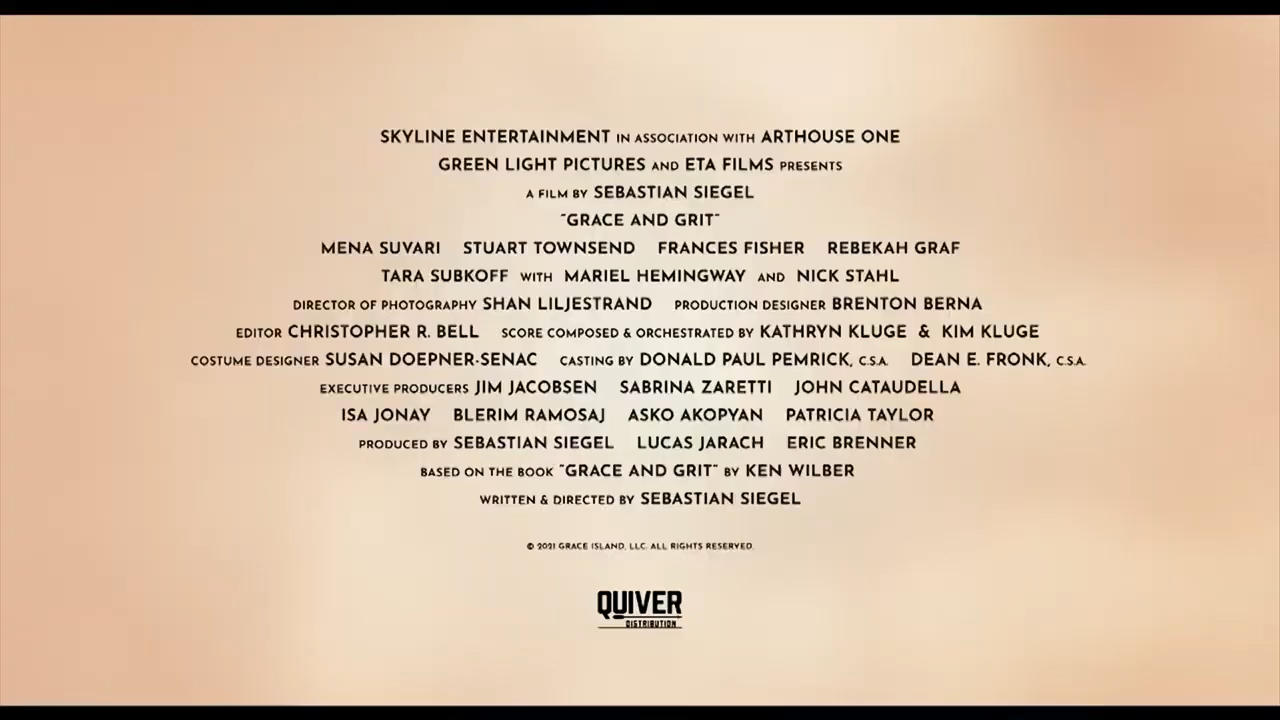 SKYLINE ENTERTAINMENT IN ASSOCIATION WITH ARTHOUSE ONE
GREEN LIGHT PICTURES AND ETA FILMS PRESENTS
A FILM BY SEBASTIAN SIEGEL
"GRACE AND GRIT"
MENA SUVARI STUART TOWNSEND FRANCES FISHER REBEKAH GRAF
TARA SUBKOFF WITH MARIEL HEMINGWAY AND NICK STAHL
DIRECTOR OF PHOTOGRAPHY SHAN LILJESTRAND PRODUCTION DESIGNER BRENTON BERNA
EDITOR CHRISTOPHER R. BELL SCORE COMPOSED & ORCHESTRATED BY KATHRYN KLUGE & KIM KLUGE
COSTUME DESIGNER SUSAN DOEPNER-SENAC CASTING BY DONALD PAUL PEMRICK, C.S.A. DEAN E. FRONK, C.S.A.
EXECUTIVE PRODUCERS JIM JACOBSEN SABRINA ZARETTI JOHN CATAUDELLA
ISA JONAY BLERIM RAMOSAJ ASKO AKOPYAN PATRICIA TAYLOR
PRODUCED BY SEBASTIAN SIEGEL LUCAS JARACH ERIC BRENNER
BASED ON THE BOOK "GRACE AND GRIT" BY KEN WILBER
WRITTEN & DIRECTED BY SEBASTIAN SIEGEL
© 2021 GRACE ISLAND, LLC. ALL RIGHTS RESERVED.
QUIVER
DISTRIBUTION